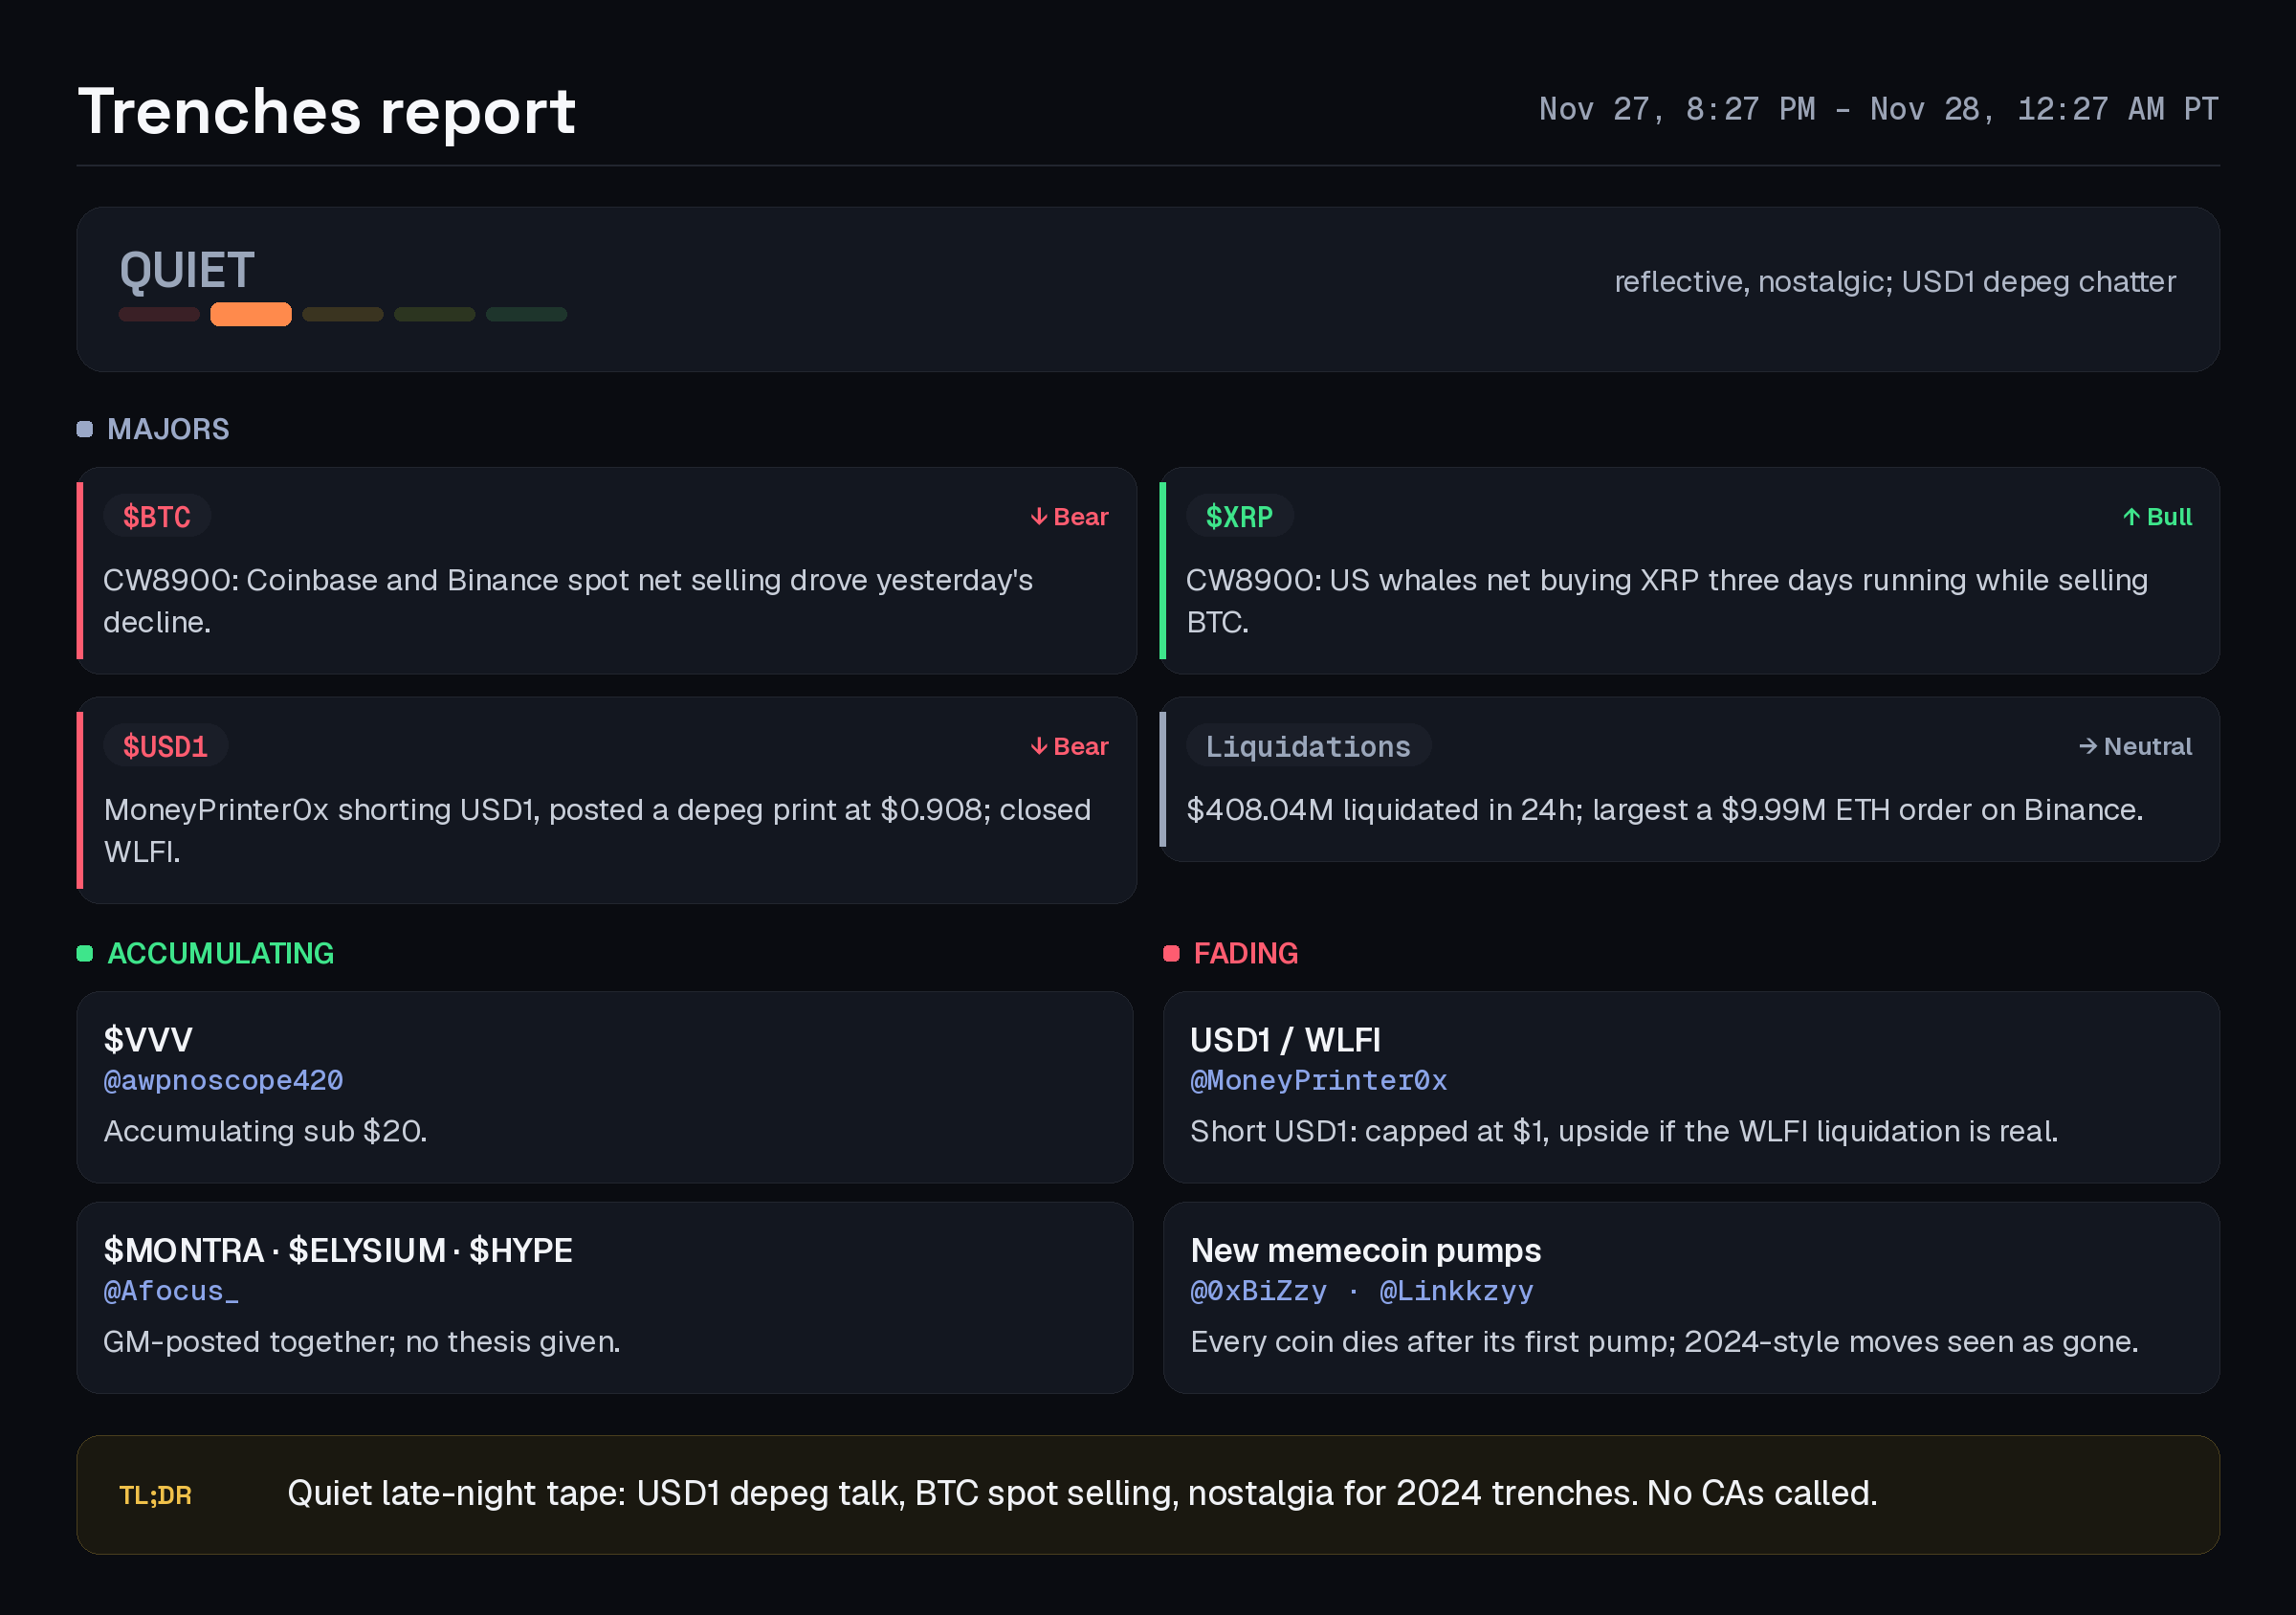 Trenches report
Nov 27, 8:27 PM – Nov 28, 12:27 AM PT
QUIET
reflective, nostalgic; USD1 depeg chatter
MAJORS
$BTC
↓ Bear
CW8900: Coinbase and Binance spot net selling drove yesterday's
decline.
$XRP
↑ Bull
CW8900: US whales net buying XRP three days running while selling
BTC.
$USD1
↓ Bear
MoneyPrinter0x shorting USD1, posted a depeg print at $0.908; closed
WLFI.
Liquidations
→ Neutral
$408.04M liquidated in 24h; largest a $9.99M ETH order on Binance.
ACCUMULATING
$VVV
@awpnoscope420
Accumulating sub $20.
$MONTRA · $ELYSIUM · $HYPE
@Afocus_
GM-posted together; no thesis given.
FADING
USD1 / WLFI
@MoneyPrinter0x
Short USD1: capped at $1, upside if the WLFI liquidation is real.
New memecoin pumps
@0xBiZzy · @Linkkzyy
Every coin dies after its first pump; 2024-style moves seen as gone.
TL;DR
Quiet late-night tape: USD1 depeg talk, BTC spot selling, nostalgia for 2024 trenches. No CAs called.